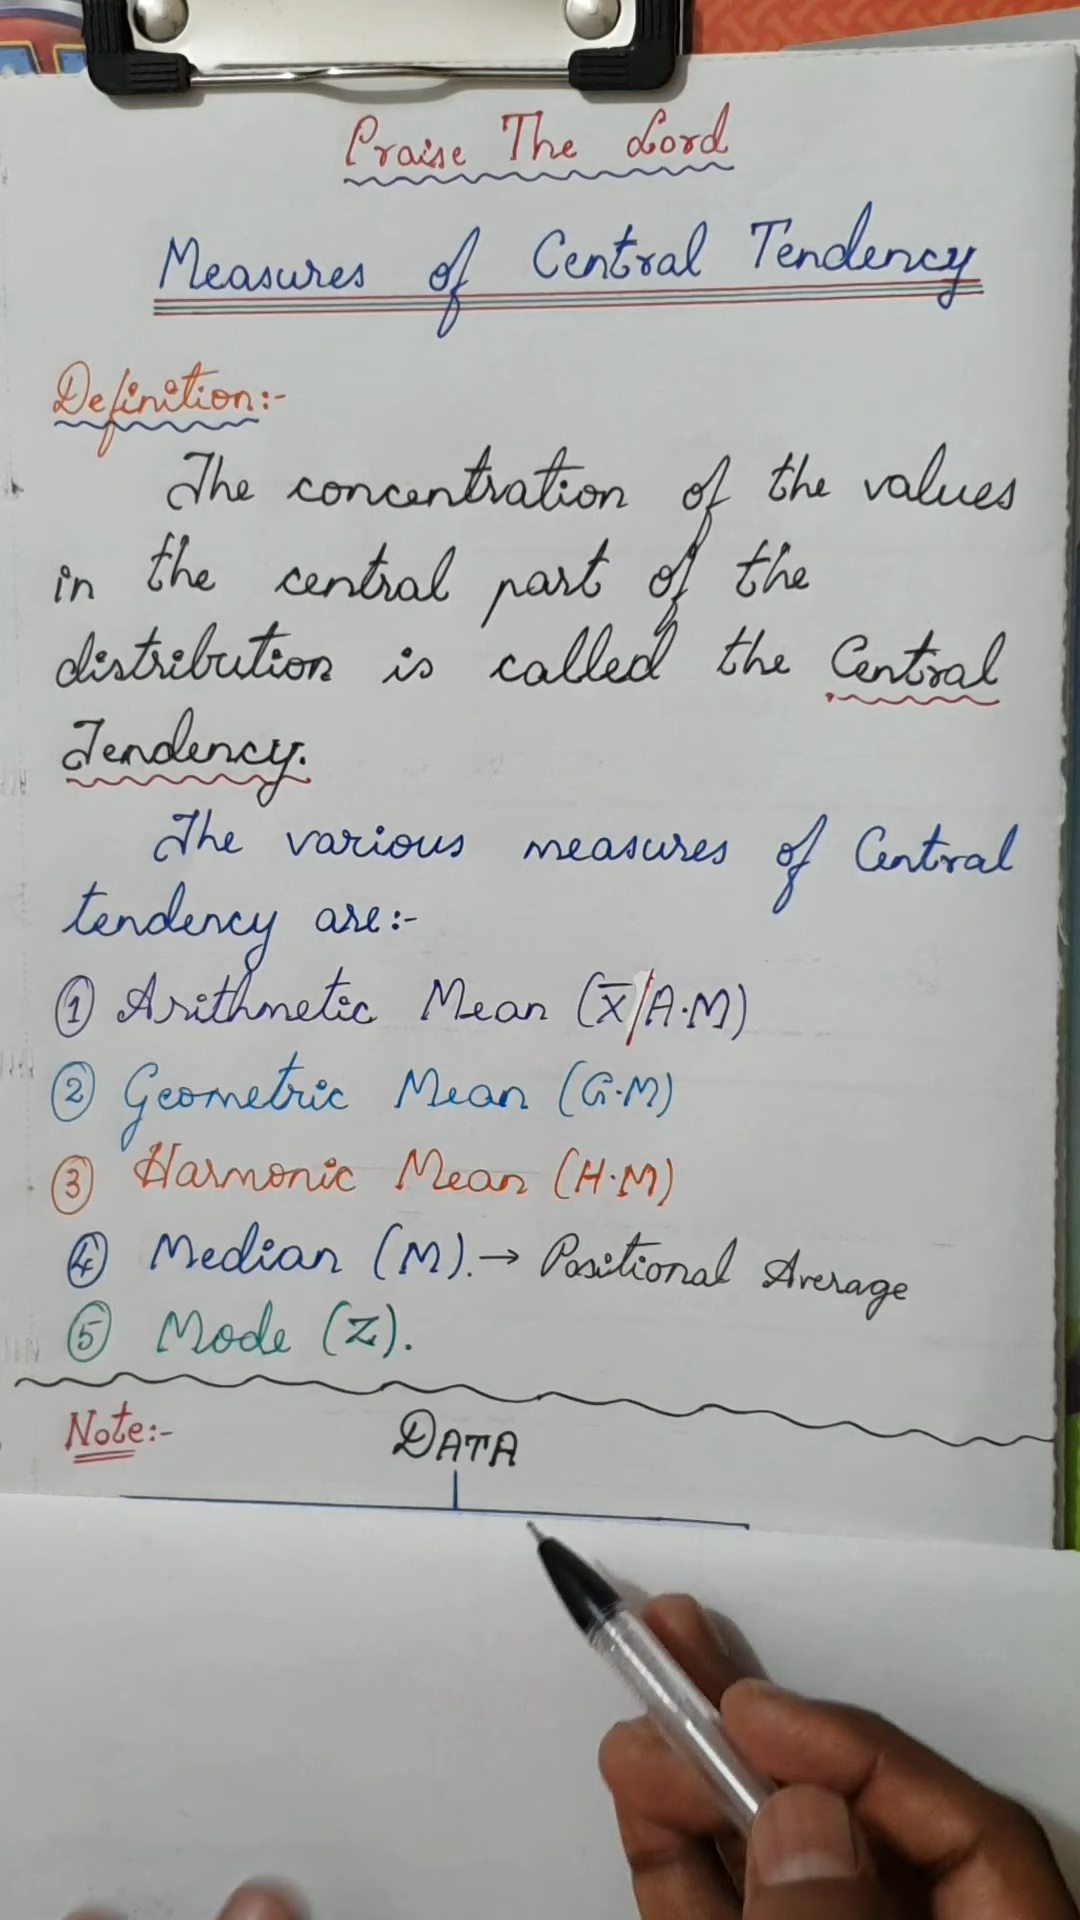 Praise The Lord
Measures of Central Tendency
Definition:-
The concentration of the values
in the central part of the
distribution is called the Central
Tendency.
The various measures of Central
tendency are:-
① Arithmetic Mean (x̄/A.M)
② Geometric Mean (G.M)
③ Harmonic Mean (H.M)
④ Median (M). → Positional Average
⑤ Mode (Z).
Note:- DATA